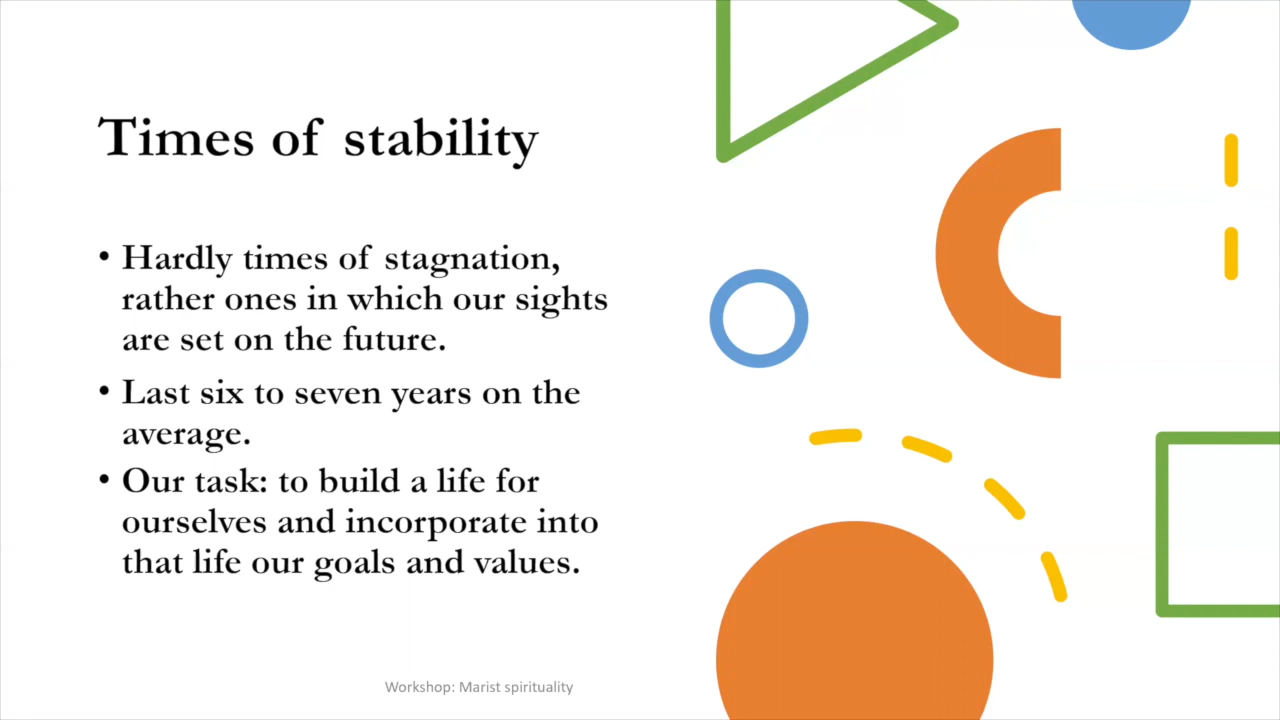 Times of stability
• Hardly times of stagnation,
rather ones in which our sights
are set on the future.
• Last six to seven years on the
average.
• Our task: to build a life for
ourselves and incorporate into
that life our goals and values.
Workshop: Marist spirituality